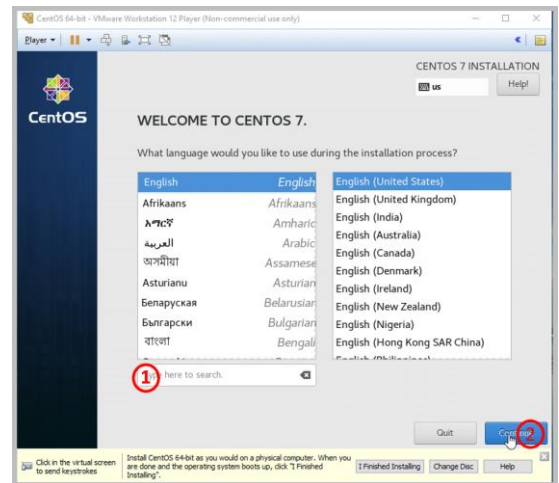 CentOS 64-bit - VMware Workstation 12 Player (Non-commercial use only)
Player
CENTOS 7 INSTALLATION
us
Help!
CentOS
WELCOME TO CENTOS 7.
What language would you like to use during the installation process?
English English
Afrikaans Afrikaans
አማርኛ Amharic
العربية Arabic
অসমীয়া Assamese
Asturianu Asturian
Беларуская Belarusian
Български Bulgarian
বাংলা Bengali
English (United States)
English (United Kingdom)
English (India)
English (Australia)
English (Canada)
English (Denmark)
English (Ireland)
English (New Zealand)
English (Nigeria)
English (Hong Kong SAR China)
English (Philippines)
1
here to search.
Quit
Continue
2
Click in the virtual screen
to send keystrokes
Install CentOS 64-bit as you would on a physical computer. When you
are done and the operating system boots up, click "I Finished
Installing".
I Finished Installing
Change Disc
Help